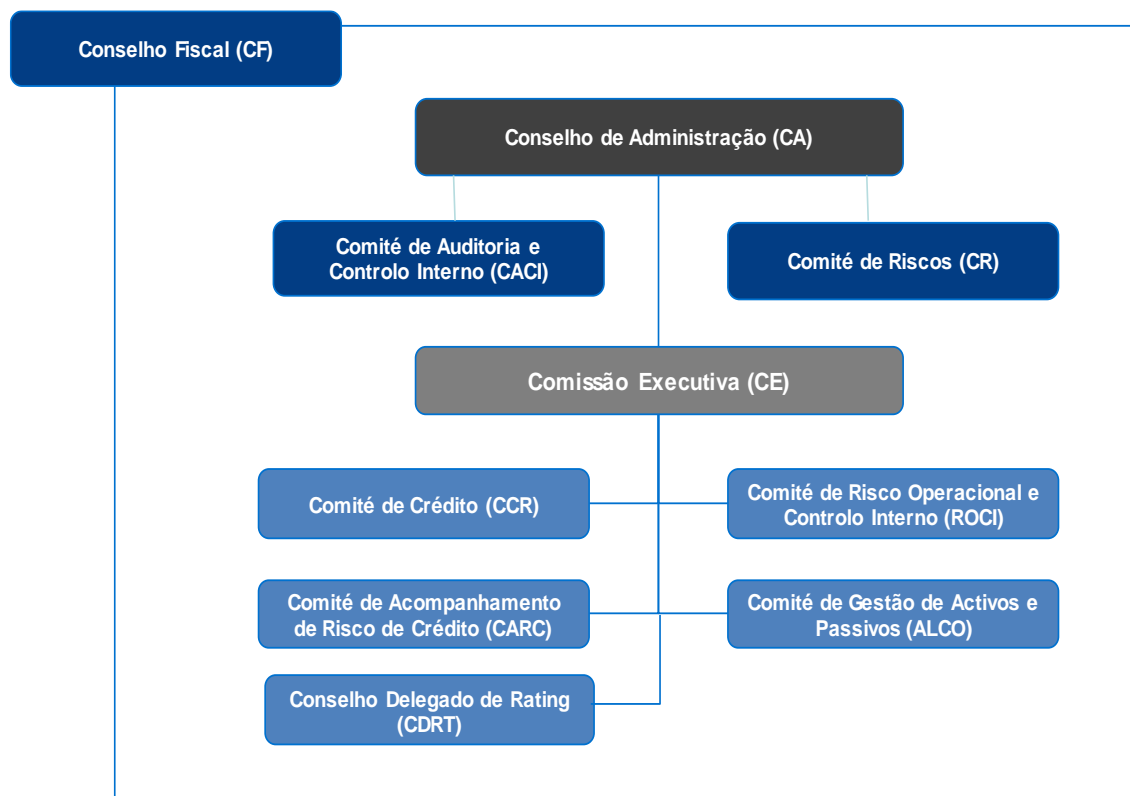 Conselho Fiscal (CF)
Conselho de Administração (CA)
Comité de Auditoria e
Controlo Interno (CACI)
Comité de Riscos (CR)
Comissão Executiva (CE)
Comité de Crédito (CCR)
Comité de Risco Operacional e
Controlo Interno (ROCI)
Comité de Acompanhamento
de Risco de Crédito (CARC)
Comité de Gestão de Activos e
Passivos (ALCO)
Conselho Delegado de Rating
(CDRT)